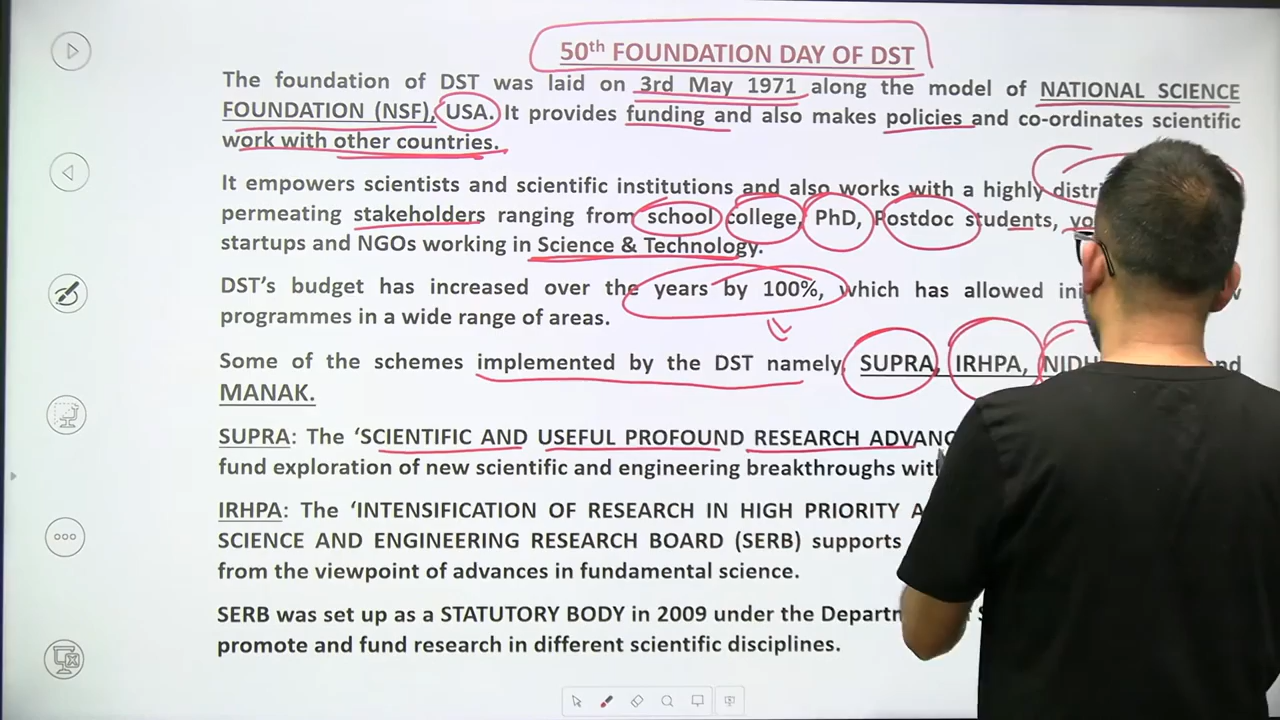 50th FOUNDATION DAY OF DST
The foundation of DST was laid on 3rd May 1971 along the model of NATIONAL SCIENCE
FOUNDATION (NSF), USA. It provides funding and also makes policies and co-ordinates scientific
work with other countries.
It empowers scientists and scientific institutions and also works with a highly
permeating stakeholders ranging from school college, PhD, Postdoc students,
startups and NGOs working in Science & Technology.
DST's budget has increased over the years by 100%, which has allowed
programmes in a wide range of areas.
Some of the schemes implemented by the DST namely, SUPRA, IRHPA,
MANAK.
SUPRA: The ‘SCIENTIFIC AND USEFUL PROFOUND RESEARCH
fund exploration of new scientific and engineering breakthroughs
IRHPA: The ‘INTENSIFICATION OF RESEARCH IN HIGH PRIORITY
SCIENCE AND ENGINEERING RESEARCH BOARD (SERB) supports
from the viewpoint of advances in fundamental science.
SERB was set up as a STATUTORY BODY in 2009 under the
promote and fund research in different scientific disciplines.